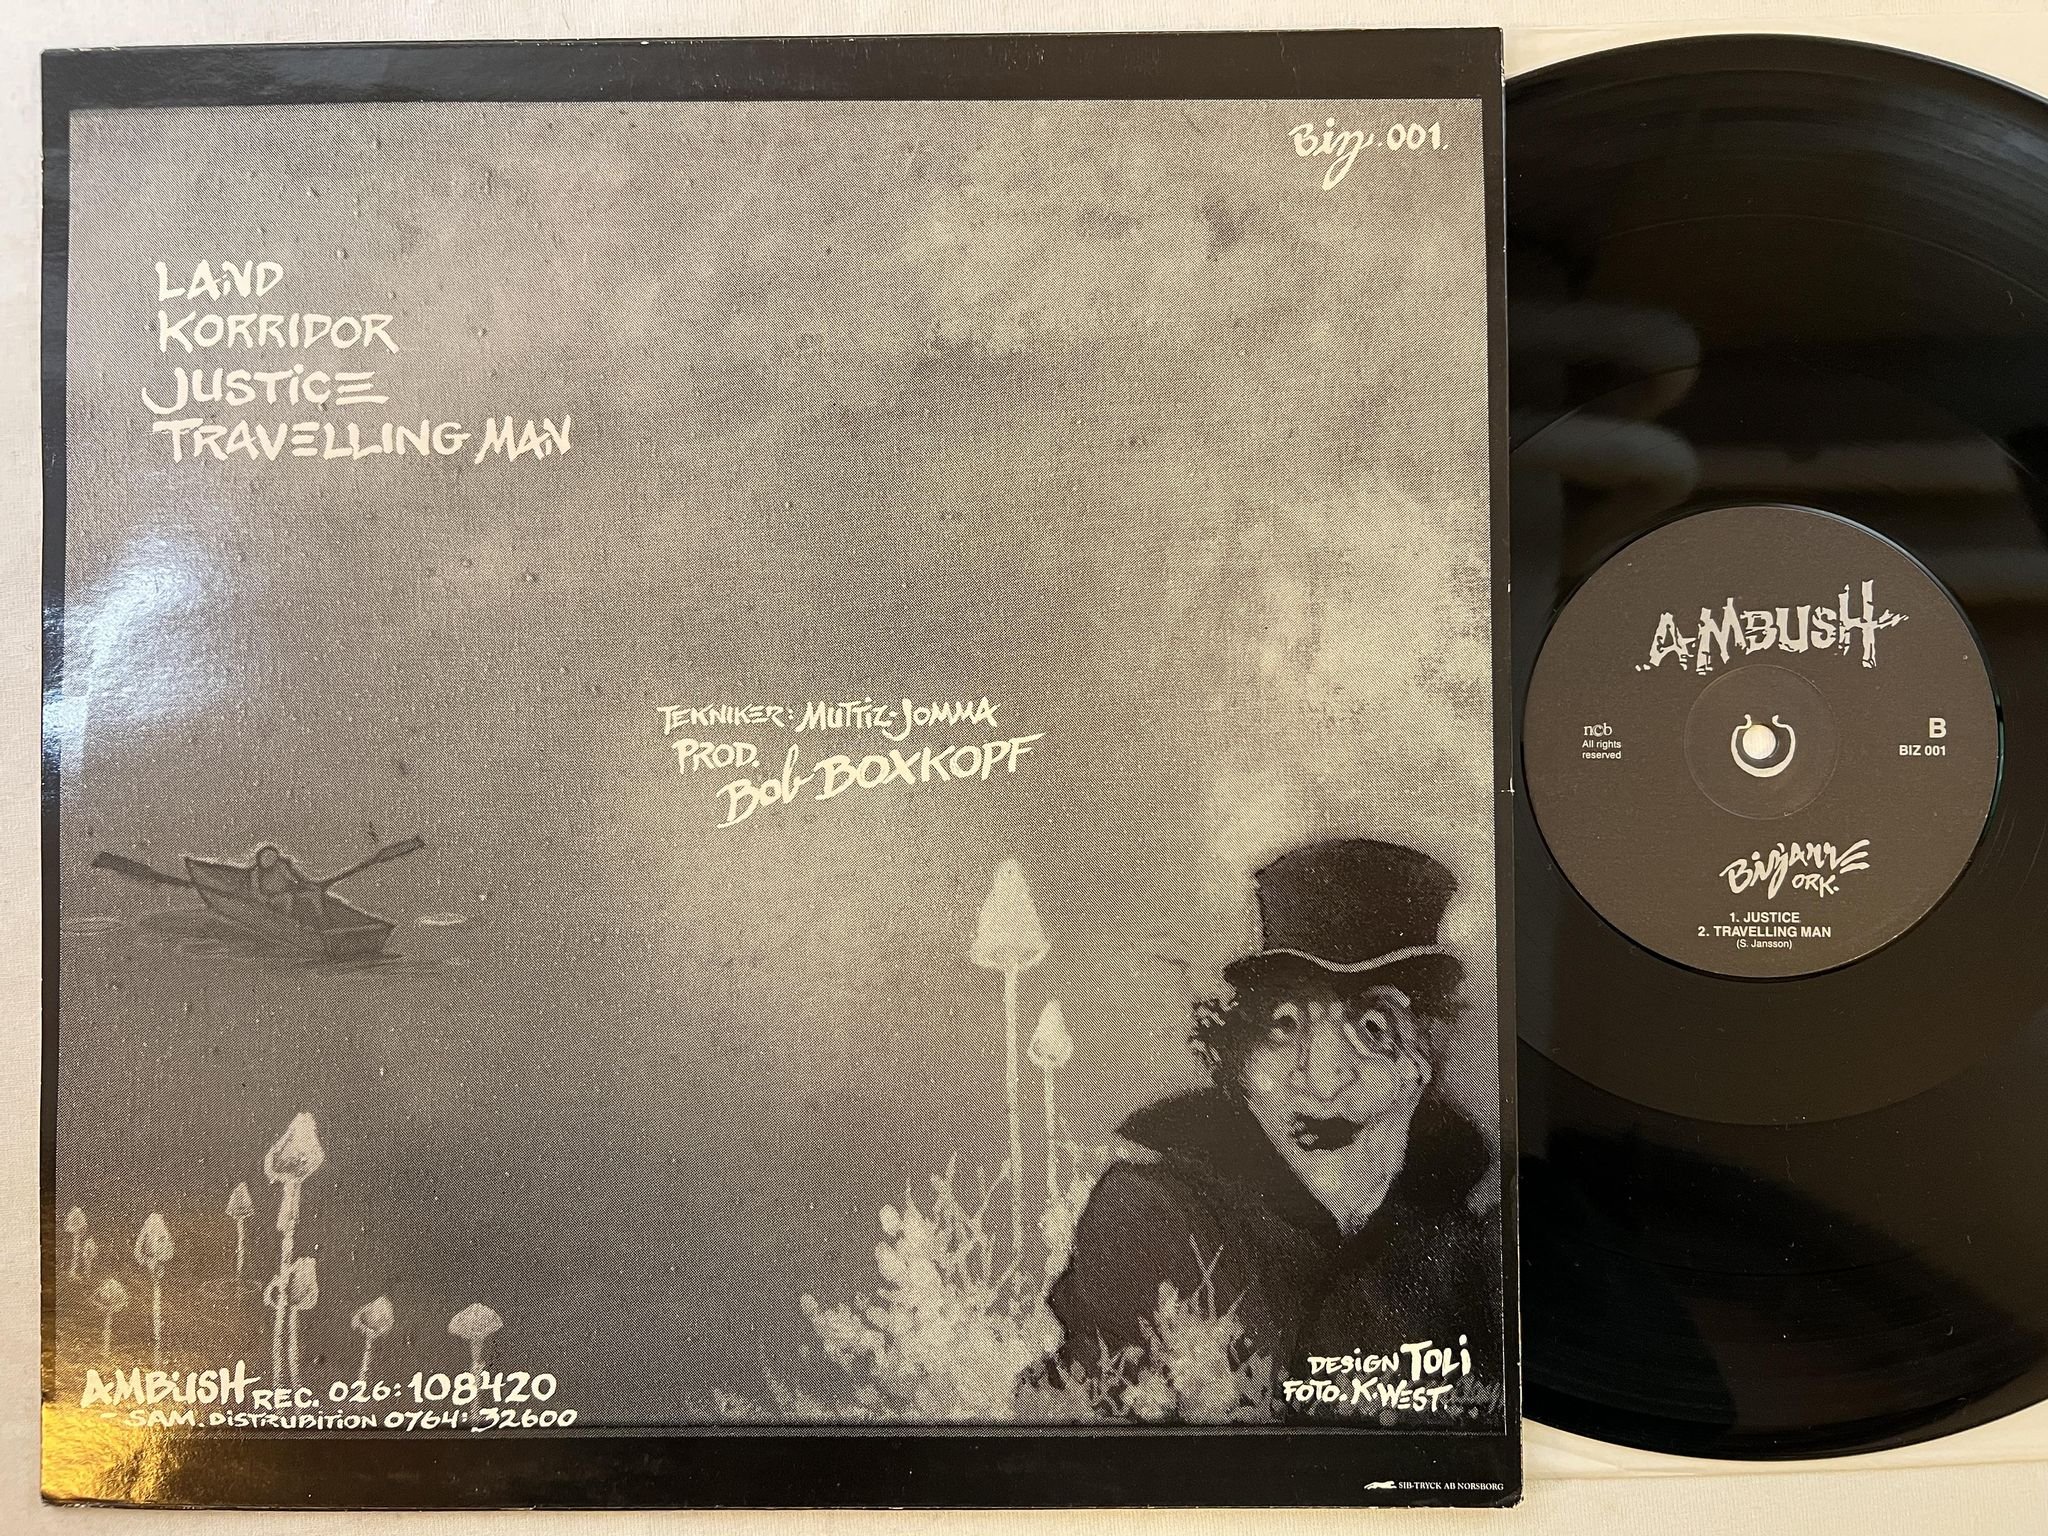 Biz.001.
LAND
KORRIDOR
JUSTICE
TRAVELLING MAN
TEKNIKER: MUTTIZ-JOMMA
PROD.
Bob BOXKOPF
AMBUSH REC. 026:108420
- SAM. DISTRUBITION 0764:32600
DESIGN TOLI
FOTO. K.WEST.
SIB-TRYCK AB NORSBORG
AMBUSH
ncb
All rights
reserved
B
BIZ 001
BizarrE
ORK.
1. JUSTICE
2. TRAVELLING MAN
(S. Jansson)